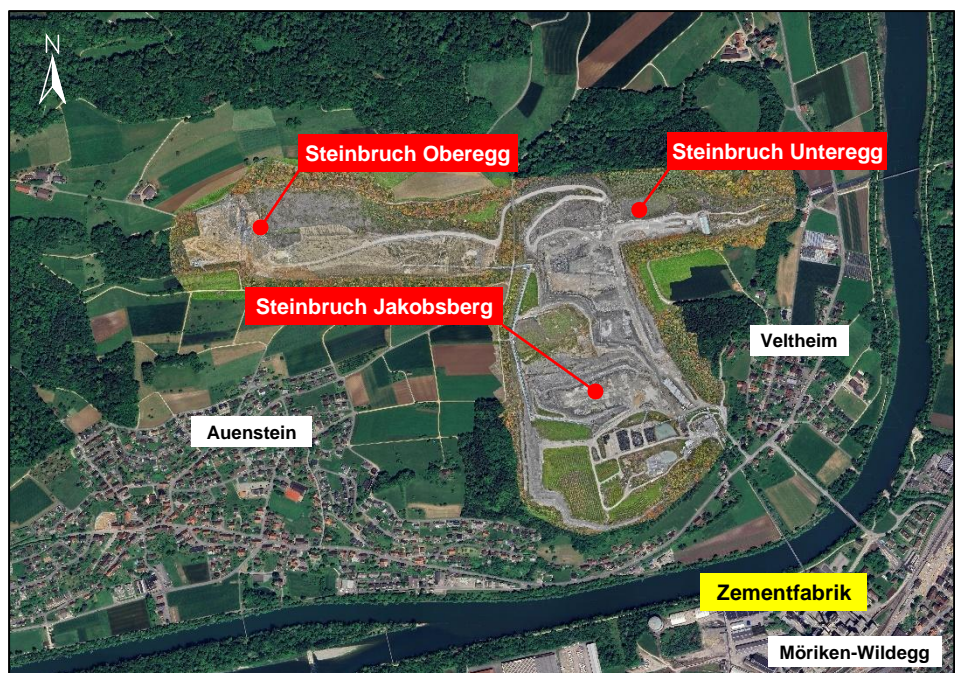 N
Steinbruch Oberegg
Steinbruch Unteregg
Steinbruch Jakobsberg
Veltheim
Auenstein
Zementfabrik
Möriken-Wildegg